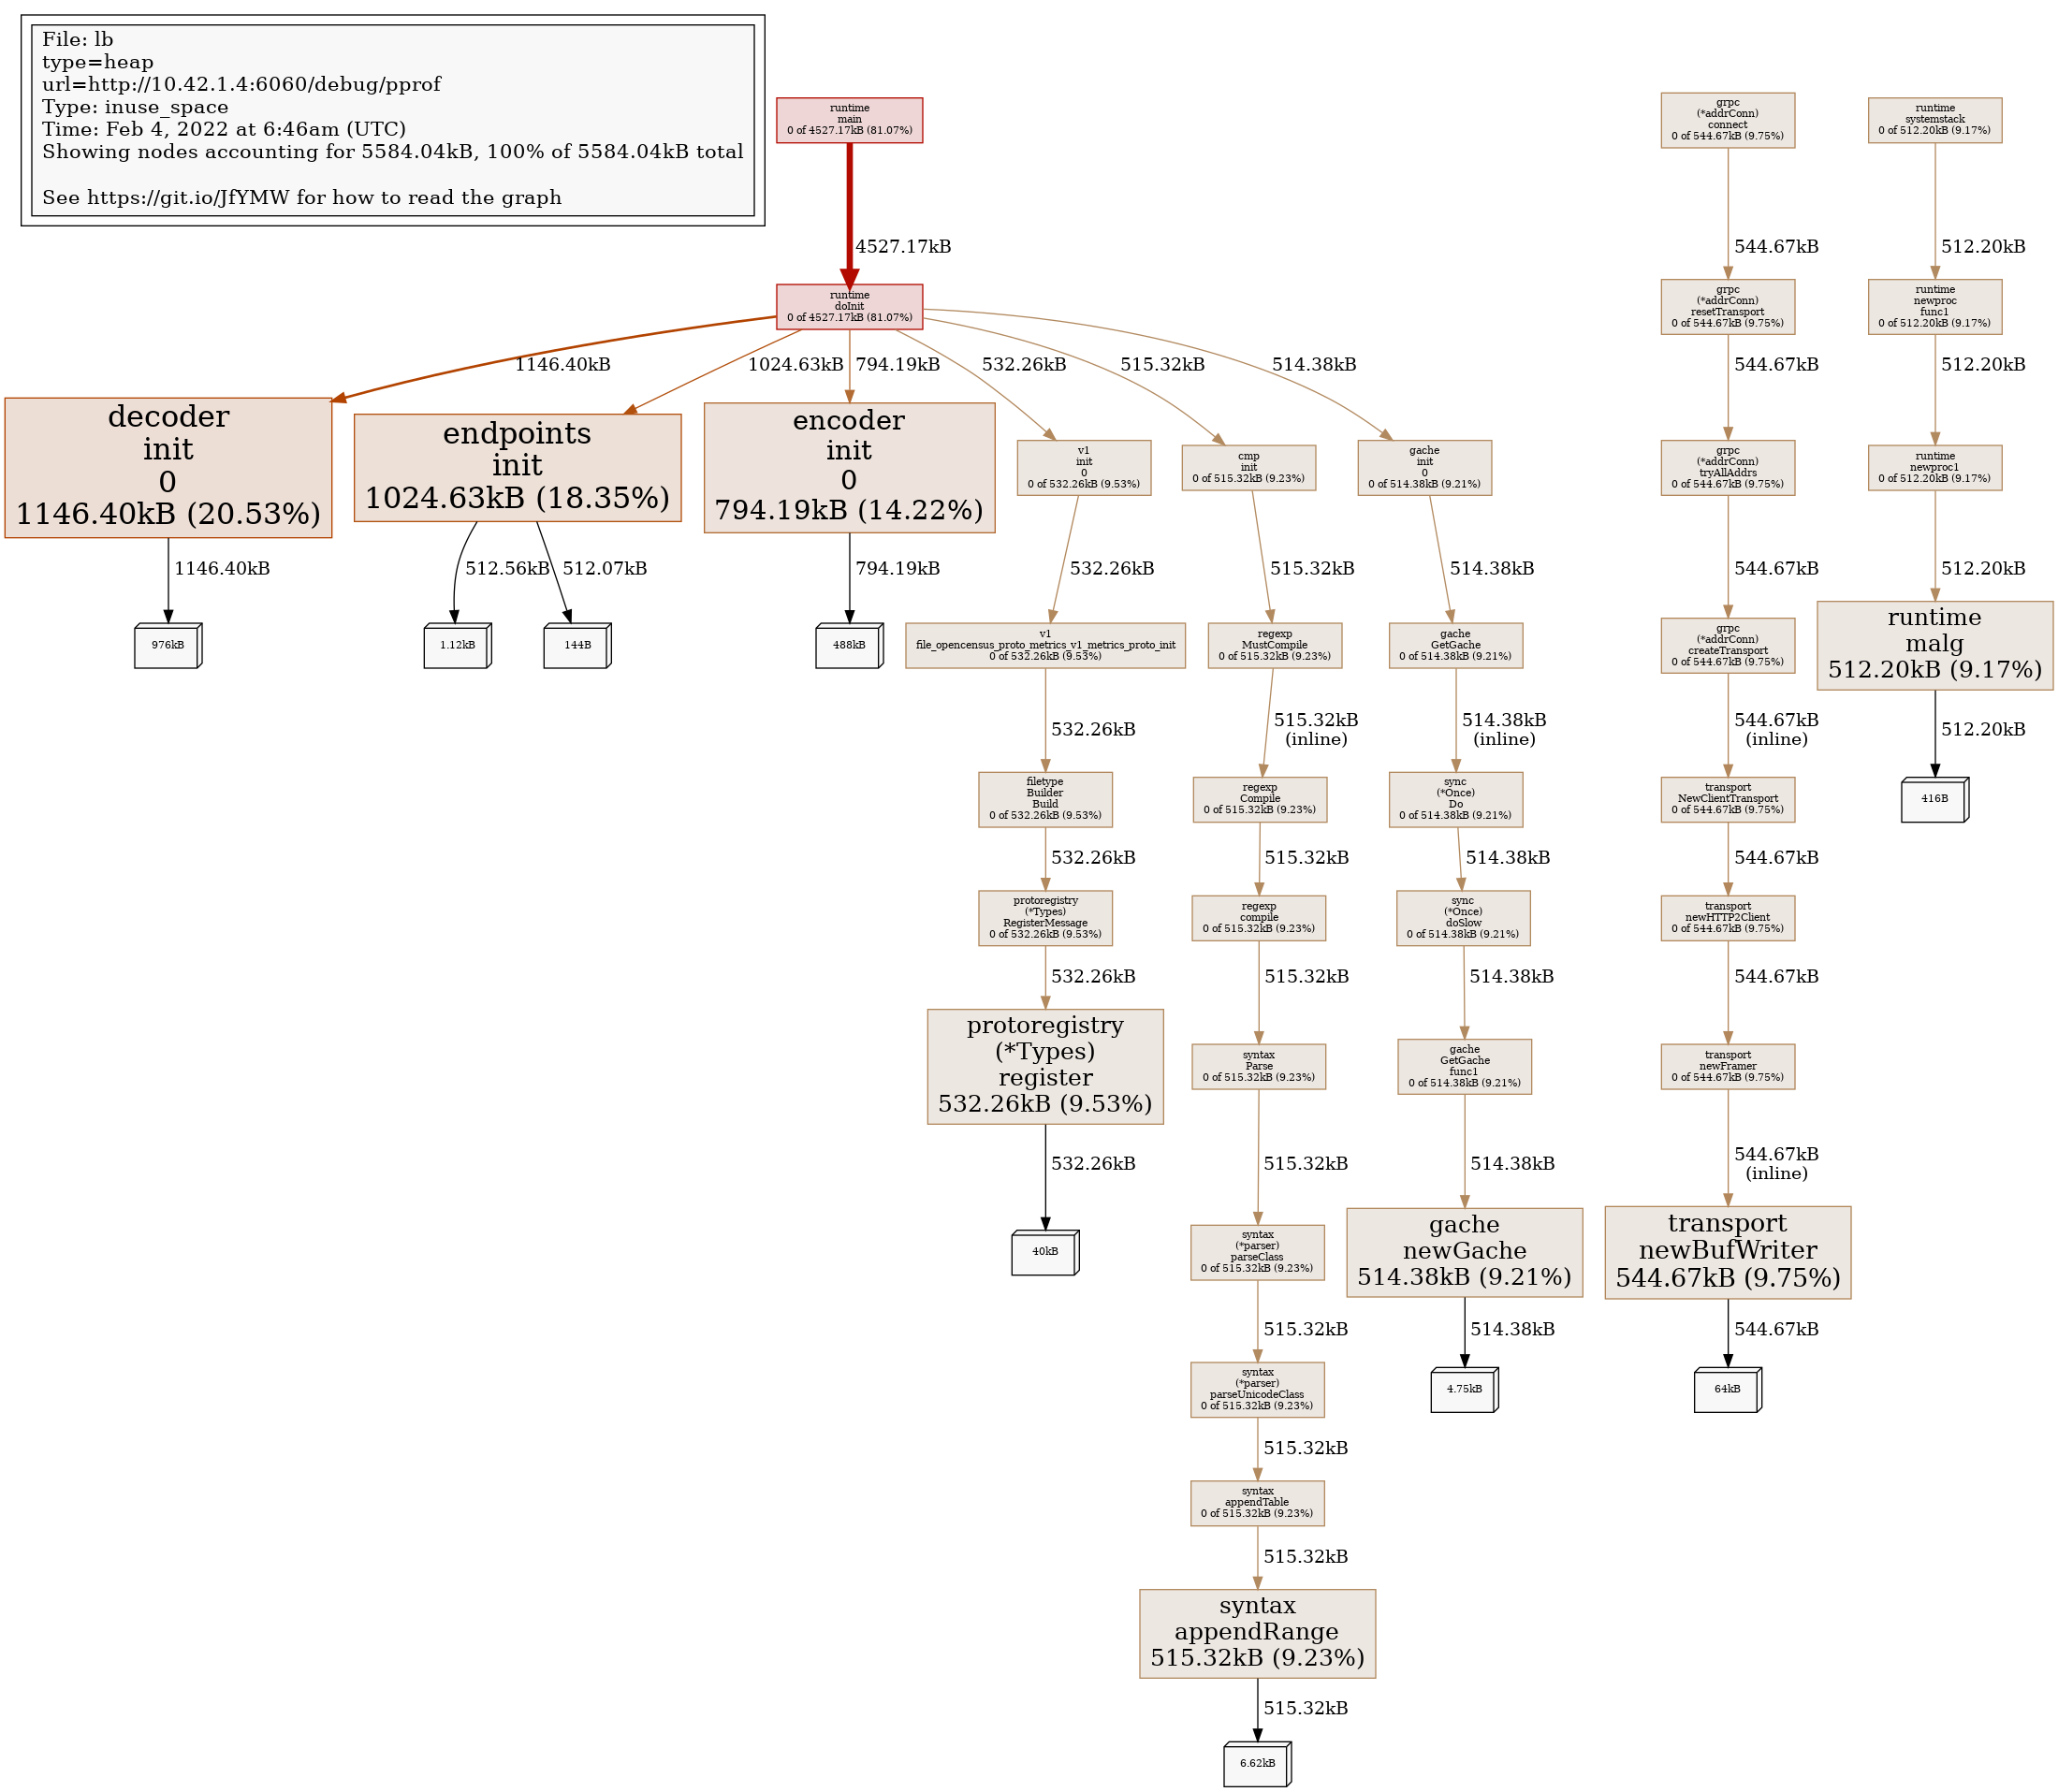 File: lb
type=heap
url=http://10.42.1.4:6060/debug/pprof
Type: inuse_space
Time: Feb 4, 2022 at 6:46am (UTC)
Showing nodes accounting for 5584.04kB, 100% of 5584.04kB total
See https://git.io/JfYMW for how to read the graph
runtime
main
0 of 4527.17kB (81.07%)
grpc
(*addrConn)
connect
0 of 544.67kB (9.75%)
runtime
systemstack
0 of 512.20kB (9.17%)
4527.17kB
544.67kB
512.20kB
runtime
doInit
0 of 4527.17kB (81.07%)
grpc
(*addrConn)
resetTransport
0 of 544.67kB (9.75%)
runtime
newproc
func1
0 of 512.20kB (9.17%)
1146.40kB
1024.63kB
794.19kB
532.26kB
515.32kB
514.38kB
544.67kB
512.20kB
decoder
init
0
1146.40kB (20.53%)
endpoints
init
1024.63kB (18.35%)
encoder
init
0
794.19kB (14.22%)
v1
init
0
0 of 532.26kB (9.53%)
cmp
init
0 of 515.32kB (9.23%)
gache
init
0
0 of 514.38kB (9.21%)
grpc
(*addrConn)
tryAllAddrs
0 of 544.67kB (9.75%)
runtime
newproc1
0 of 512.20kB (9.17%)
1146.40kB
512.56kB
512.07kB
794.19kB
532.26kB
515.32kB
514.38kB
544.67kB
512.20kB
976kB
1.12kB
144B
488kB
v1
file_opencensus_proto_metrics_v1_metrics_proto_init
0 of 532.26kB (9.53%)
regexp
MustCompile
0 of 515.32kB (9.23%)
gache
GetGache
0 of 514.38kB (9.21%)
grpc
(*addrConn)
createTransport
0 of 544.67kB (9.75%)
runtime
malg
512.20kB (9.17%)
532.26kB
515.32kB
(inline)
514.38kB
(inline)
544.67kB
(inline)
512.20kB
filetype
Builder
Build
0 of 532.26kB (9.53%)
regexp
Compile
0 of 515.32kB (9.23%)
sync
(*Once)
Do
0 of 514.38kB (9.21%)
transport
NewClientTransport
0 of 544.67kB (9.75%)
416B
532.26kB
515.32kB
514.38kB
544.67kB
protoregistry
(*Types)
RegisterMessage
0 of 532.26kB (9.53%)
regexp
compile
0 of 515.32kB (9.23%)
sync
(*Once)
doSlow
0 of 514.38kB (9.21%)
transport
newHTTP2Client
0 of 544.67kB (9.75%)
532.26kB
515.32kB
514.38kB
544.67kB
protoregistry
(*Types)
register
532.26kB (9.53%)
syntax
Parse
0 of 515.32kB (9.23%)
gache
GetGache
func1
0 of 514.38kB (9.21%)
transport
newFramer
0 of 544.67kB (9.75%)
532.26kB
515.32kB
514.38kB
544.67kB
(inline)
40kB
syntax
(*parser)
parseClass
0 of 515.32kB (9.23%)
gache
newGache
514.38kB (9.21%)
transport
newBufWriter
544.67kB (9.75%)
515.32kB
514.38kB
544.67kB
syntax
(*parser)
parseUnicodeClass
0 of 515.32kB (9.23%)
4.75kB
64kB
515.32kB
syntax
appendTable
0 of 515.32kB (9.23%)
515.32kB
syntax
appendRange
515.32kB (9.23%)
515.32kB
6.62kB